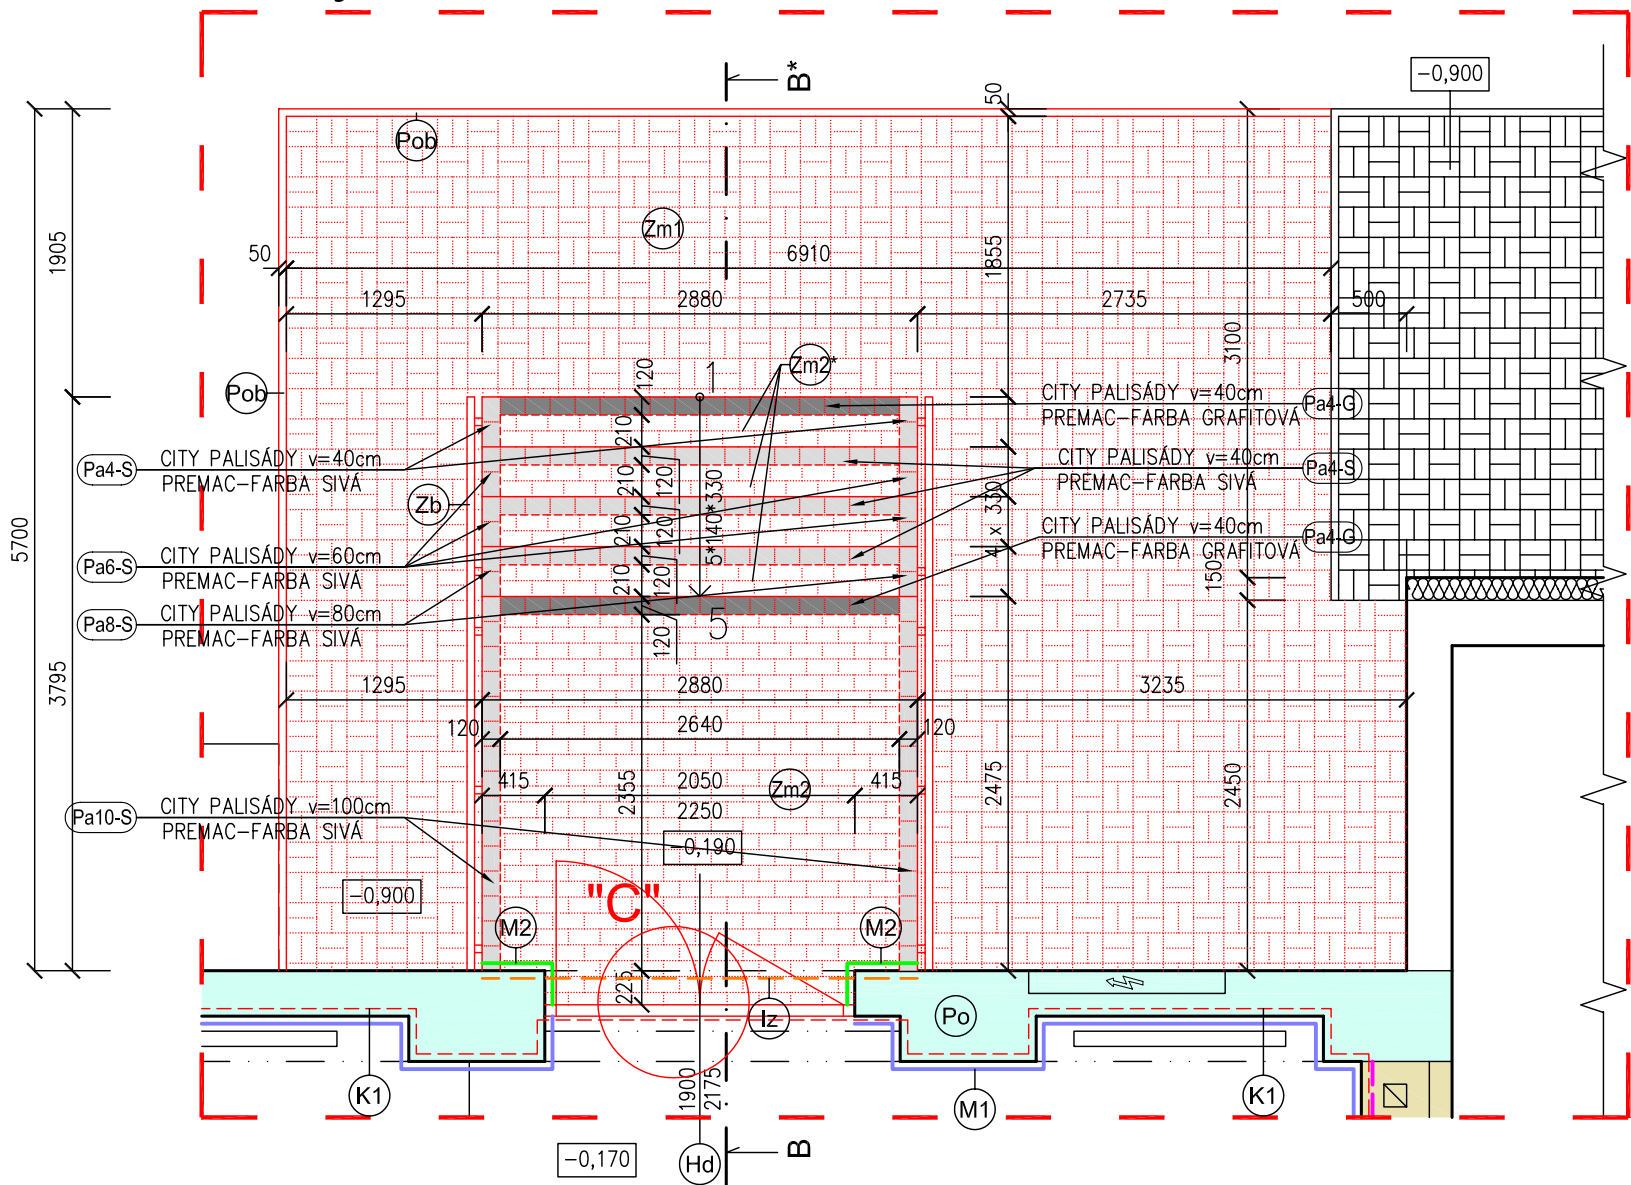 B*
-0,900
50
Pob
Zm1
1905
50
6910
1855
1295
2880
2735
500
3100
120
1
Zm2*
Pob
CITY PALISÁDY v=40cm
PREMAC-FARBA GRAFITOVÁ
Pa4-G
210
Pa4-S
CITY PALISÁDY v=40cm
PREMAC-FARBA SIVÁ
CITY PALISÁDY v=40cm
PREMAC-FARBA SIVÁ
Pa4-S
210
120
5*140*330
Zb
4 x 330
5700
210
120
CITY PALISÁDY v=40cm
PREMAC-FARBA GRAFITOVÁ
Pa4-G
Pa6-S
CITY PALISÁDY v=60cm
PREMAC-FARBA SIVÁ
210
120
150
Pa8-S
CITY PALISÁDY v=80cm
PREMAC-FARBA SIVÁ
5
120
3795
1295
2880
3235
120
2640
120
415
2050
415
2355
Zm2
2475
2450
2250
Pa10-S
CITY PALISÁDY v=100cm
PREMAC-FARBA SIVÁ
-0,190
-0,900
"C"
M2
M2
225
Iz
Po
K1
1900
2175
M1
K1
-0,170
Hd
B